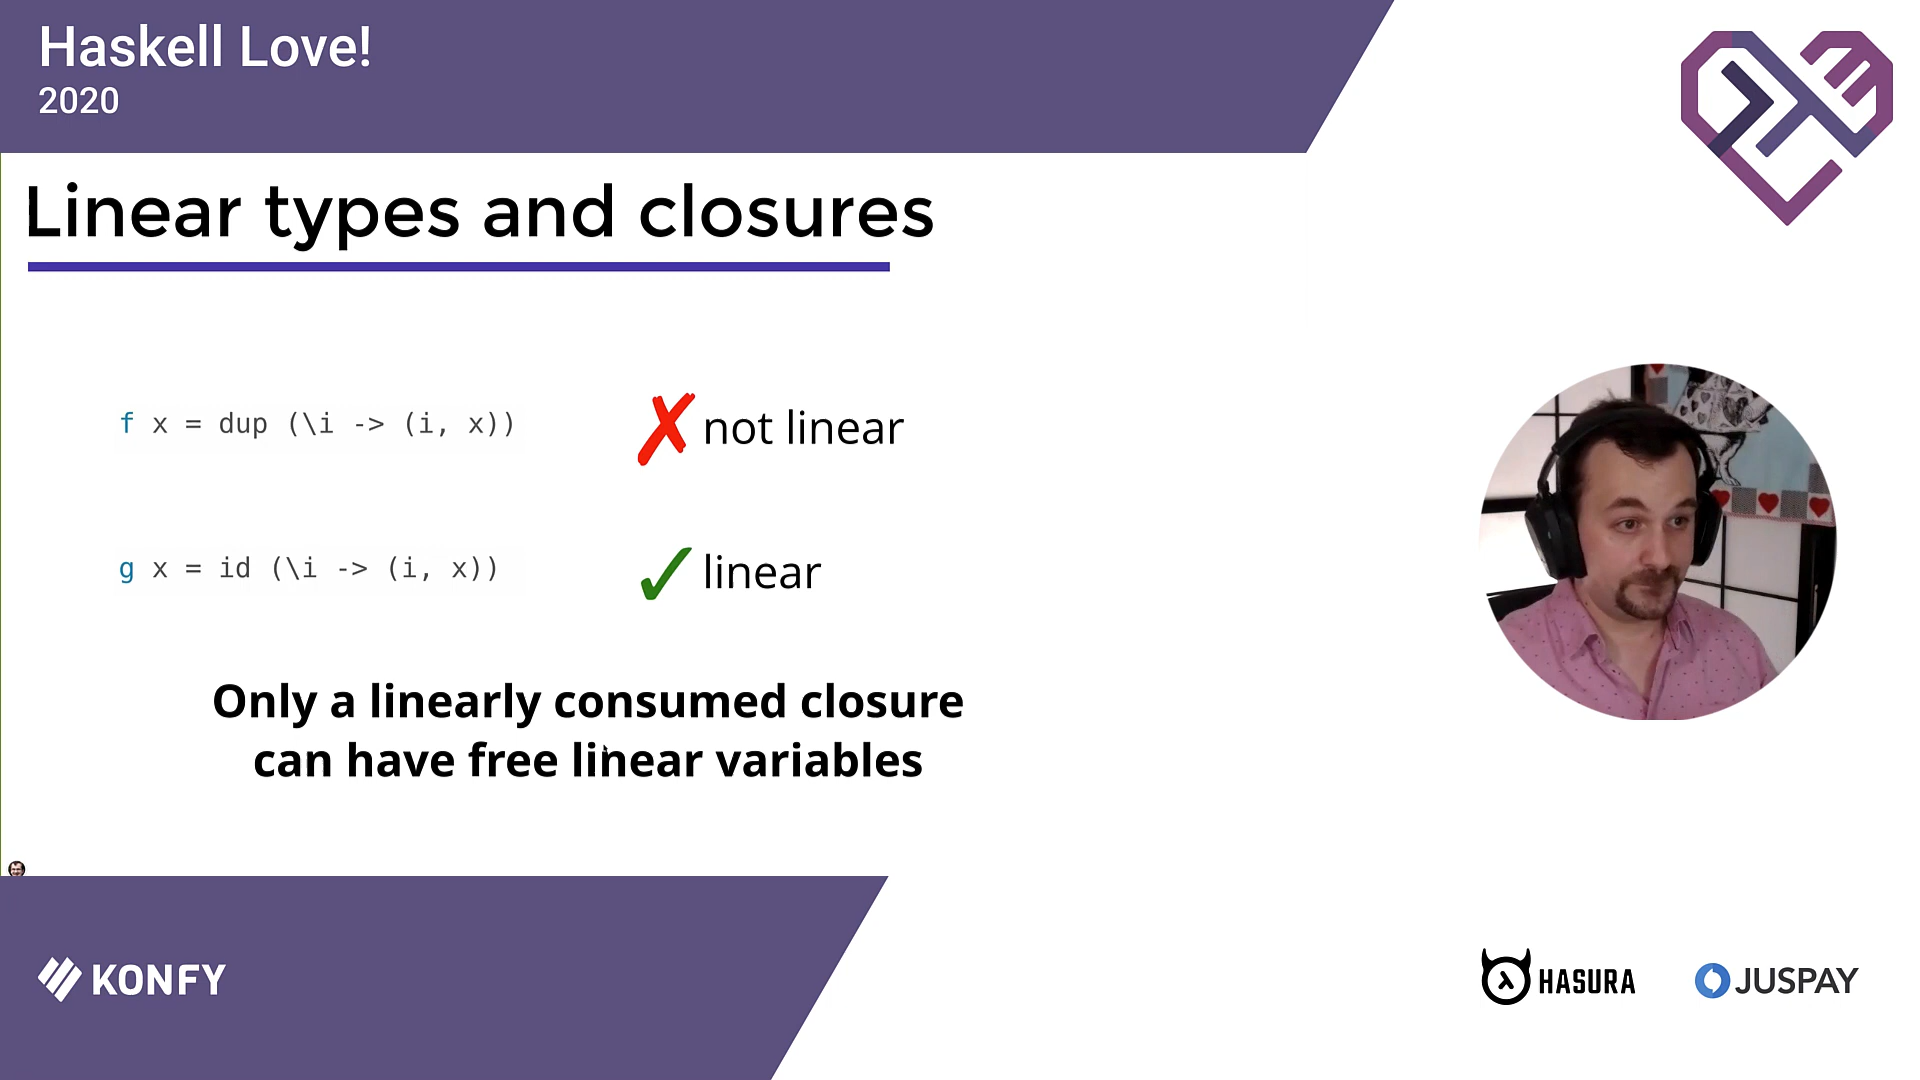 Haskell Love!
2020
Linear types and closures
f x = dup (\i -> (i, x))
✗ not linear
g x = id (\i -> (i, x))
✓ linear
Only a linearly consumed closure
can have free linear variables
KONFY
HASURA
JUSPAY